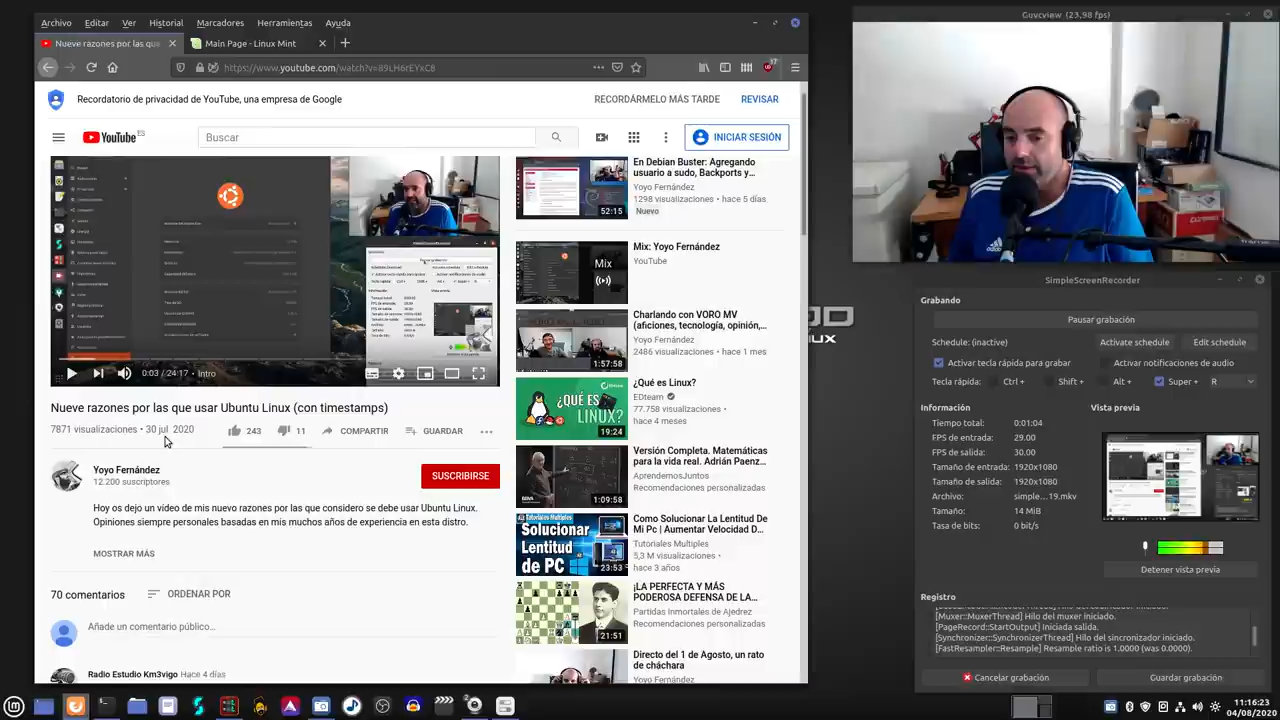 Archivo Editar Ver Historial Marcadores Herramientas Ayuda
Nueve razones por las que
Main Page - Linux Mint
https://www.youtube.com/watch?v=89LH6rEYxC8
Recordatorio de privacidad de YouTube, una empresa de Google
RECORDÁRMELO MÁS TARDE
REVISAR
YouTube ES
Buscar
INICIAR SESIÓN
0:03 / 24:17 • Intro
Nueve razones por las que usar Ubuntu Linux (con timestamps)
7871 visualizaciones • 30 jul 2020
243
11
COMPARTIR
GUARDAR
Yoyo Fernández
12.200 suscriptores
SUSCRIBIRSE
Hoy os dejo un vídeo de mis nuevo razones por las que considero se debe usar Ubuntu Linux.
Opiniones siempre personales basadas en mis muchos años de experiencia en esta distro.
MOSTRAR MÁS
70 comentarios
ORDENAR POR
Añade un comentario público...
Radio Estudio Km3vigo Hace 4 días
En Debian Buster: Agregando
usuario a sudo, Backports y...
Yoyo Fernández
1298 visualizaciones • hace 5 días
Nuevo
52:15
Mix: Yoyo Fernández
YouTube
Mix
Charlando con VORO MV
(aficiones, tecnología, opinión,...
Yoyo Fernández
2486 visualizaciones • hace 1 mes
1:57:58
¿Qué es Linux?
EDteam
77.758 visualizaciones •
hace 4 meses
¿QUÉ ES
LINUX?
19:24
Versión Completa. Matemáticas
para la vida real. Adrián Paenz...
AprendemosJuntos
Recomendaciones personalizadas
BBVA
1:09:58
Como Solucionar La Lentitud De
Mi Pc | Aumentar Velocidad D...
Tutoriales Multiples
5,3 M visualizaciones •
hace 3 años
Tutoriales Multiples
Solucionar
Lentitud
de PC
23:53
¡LA PERFECTA Y MÁS
PODEROSA DEFENSA DE LA...
Partidas Inmortales de Ajedrez
Recomendaciones personalizadas
21:51
Directo del 1 de Agosto, un rato
de cháchara
Guvcview (23,98 fps)
adidas
SimpleScreenRecorder
Grabando
Pausar grabación
Schedule: (inactive)
Activate schedule
Edit schedule
Activar tecla rápida para grabar
Activar notificaciones de audio
Tecla rápida: Ctrl + Shift + Alt + Super + R
Información
Vista previa
Tiempo total: 0:01:04
FPS de entrada: 29.00
FPS de salida: 30.00
Tamaño de entrada: 1920x1080
Tamaño de salida: 1920x1080
Archivo: simple...19.mkv
Tamaño: 14 MiB
Tasa de bits: 0 bit/s
Detener vista previa
Registro
[Muxer::MuxerThread] Hilo del muxer iniciado.
[PageRecord::StartOutput] Iniciada salida.
[Synchronizer::SynchronizerThread] Hilo del sincronizador iniciado.
[FastResampler::Resample] Resample ratio is 1.0000 (was 0.0000).
Cancelar grabación
Guardar grabación
11:16:23
04/08/2020